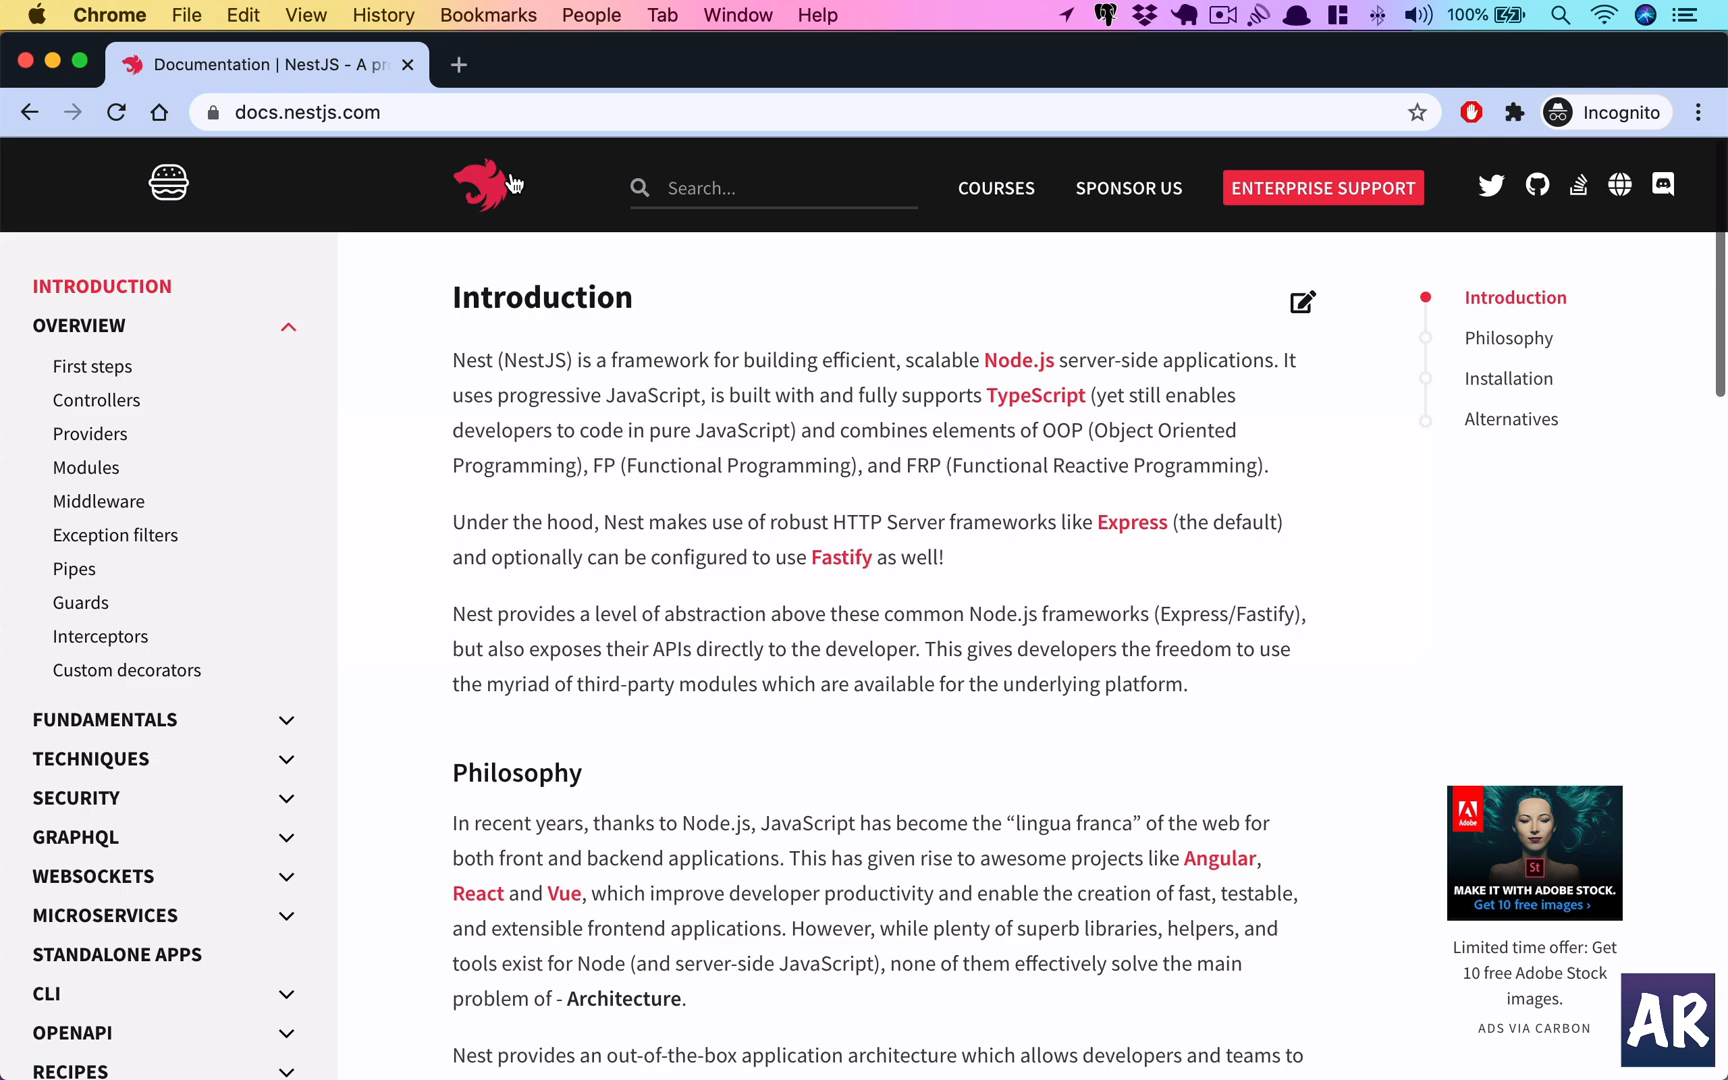 Chrome File Edit View History Bookmarks People Tab Window Help 100%
Documentation | NestJS - A pr
docs.nestjs.com
Incognito
Search...
COURSES
SPONSOR US
ENTERPRISE SUPPORT
INTRODUCTION
OVERVIEW
First steps
Controllers
Providers
Modules
Middleware
Exception filters
Pipes
Guards
Interceptors
Custom decorators
FUNDAMENTALS
TECHNIQUES
SECURITY
GRAPHQL
WEBSOCKETS
MICROSERVICES
STANDALONE APPS
CLI
OPENAPI
RECIPES
Introduction
Nest (NestJS) is a framework for building efficient, scalable Node.js server-side applications. It
uses progressive JavaScript, is built with and fully supports TypeScript (yet still enables
developers to code in pure JavaScript) and combines elements of OOP (Object Oriented
Programming), FP (Functional Programming), and FRP (Functional Reactive Programming).
Under the hood, Nest makes use of robust HTTP Server frameworks like Express (the default)
and optionally can be configured to use Fastify as well!
Nest provides a level of abstraction above these common Node.js frameworks (Express/Fastify),
but also exposes their APIs directly to the developer. This gives developers the freedom to use
the myriad of third-party modules which are available for the underlying platform.
Philosophy
In recent years, thanks to Node.js, JavaScript has become the “lingua franca” of the web for
both front and backend applications. This has given rise to awesome projects like Angular,
React and Vue, which improve developer productivity and enable the creation of fast, testable,
and extensible frontend applications. However, while plenty of superb libraries, helpers, and
tools exist for Node (and server-side JavaScript), none of them effectively solve the main
problem of - Architecture.
Nest provides an out-of-the-box application architecture which allows developers and teams to
Introduction
Philosophy
Installation
Alternatives
Adobe
St
MAKE IT WITH ADOBE STOCK.
Get 10 free images ›
Limited time offer: Get
10 free Adobe Stock
images.
ADS VIA CARBON
AR